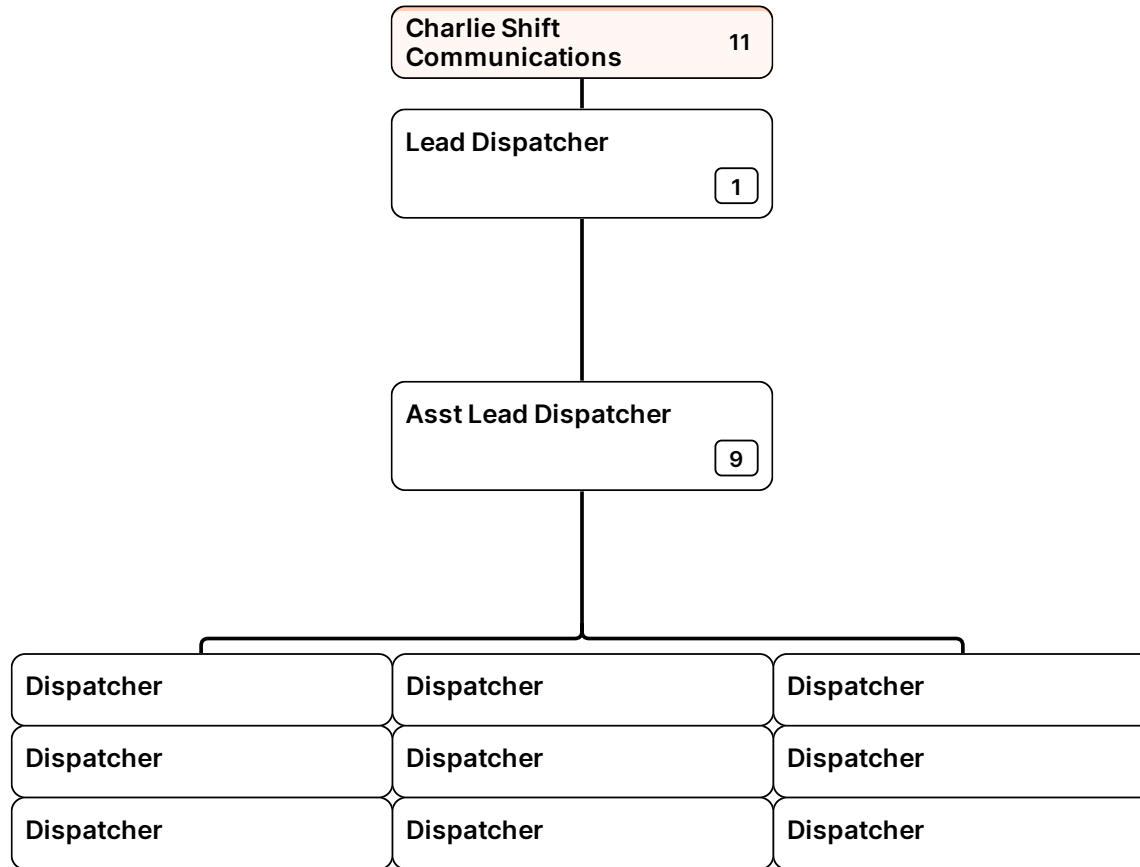 Charlie Shift
Communications
11
Lead Dispatcher
1
Asst Lead Dispatcher
9
Dispatcher Dispatcher Dispatcher
Dispatcher Dispatcher Dispatcher
Dispatcher Dispatcher Dispatcher